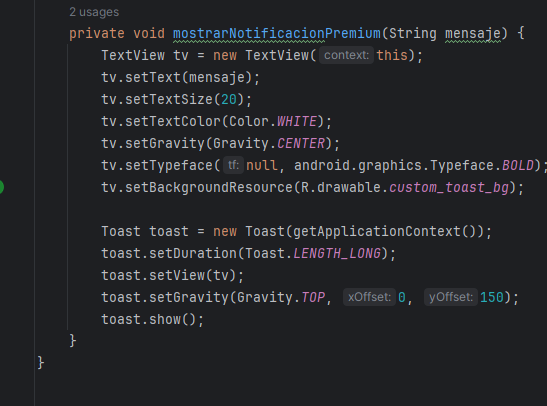 2 usages
private void mostrarNotificacionPremium(String mensaje) {
TextView tv = new TextView( context: this);
tv.setText(mensaje);
tv.setTextSize(20);
tv.setTextColor(Color.WHITE);
tv.setGravity(Gravity.CENTER);
tv.setTypeface( tf: null, android.graphics.Typeface.BOLD);
tv.setBackgroundResource(R.drawable.custom_toast_bg);
Toast toast = new Toast(getApplicationContext());
toast.setDuration(Toast.LENGTH_LONG);
toast.setView(tv);
toast.setGravity(Gravity.TOP, xOffset: 0, yOffset: 150);
toast.show();
}
}